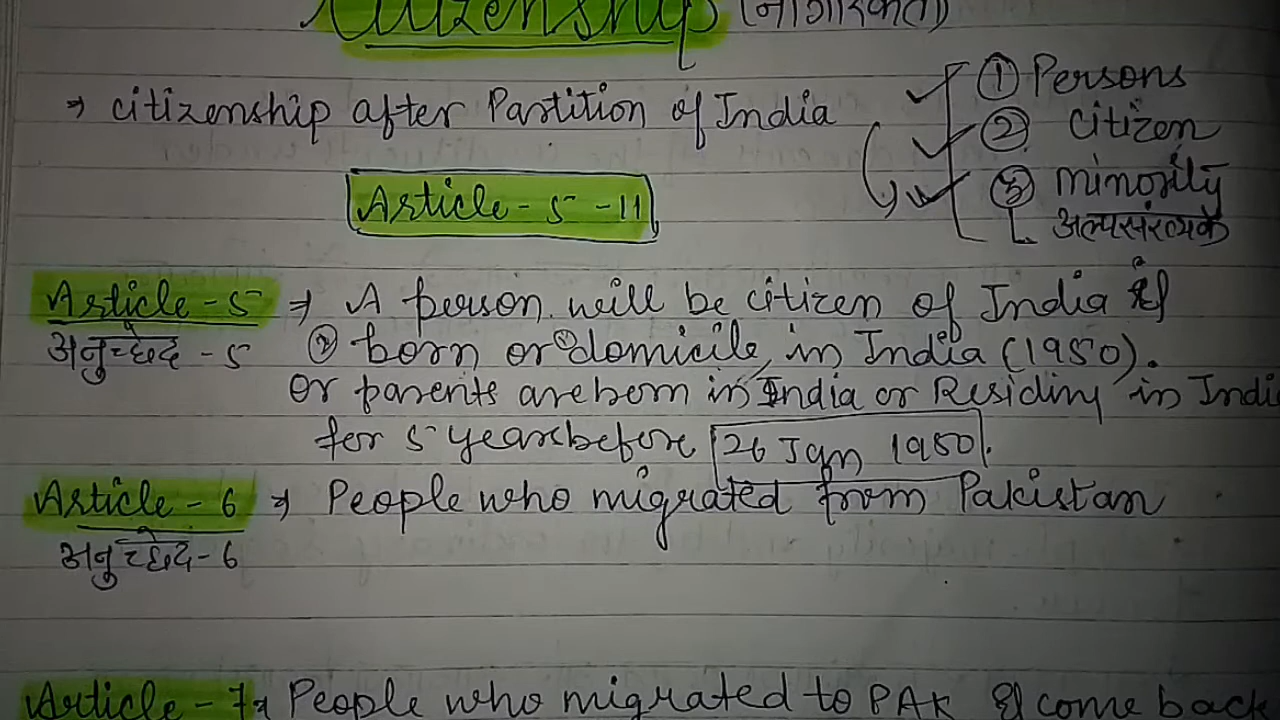 Citizenship (नागरिकता)
→ citizenship after Partition of India
① Persons
② citizen
③ minority
अल्पसंख्यक
Article - 5 - 11
Article - 5 → A person will be citizen of India if
अनुच्छेद - 5 ② born or ① domicile, in India (1950).
or parents are born in India or Residing in Indi
for 5 years before 26 Jan 1950.
Article - 6 → People who migrated from Pakistan
अनुच्छेद - 6
Article - 7 → People who migrated to PAK & come back